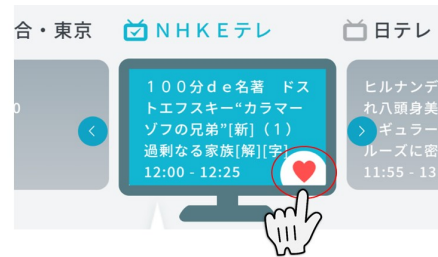 合・東京
NHKEテレ
日テレ
0
100分de名著 ドス
トエフスキー“カラマー
ゾフの兄弟”[新](1)
過剰なる家族[解][字]
12:00 - 12:25
ヒルナンデ
れ八頭身美
ギュラー
ルーズに密
11:55 - 13